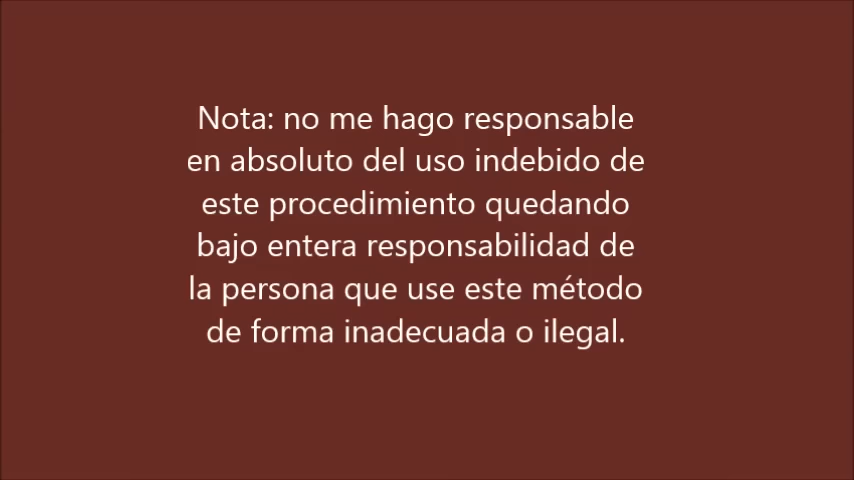 Nota: no me hago responsable
en absoluto del uso indebido de
este procedimiento quedando
bajo entera responsabilidad de
la persona que use este método
de forma inadecuada o ilegal.